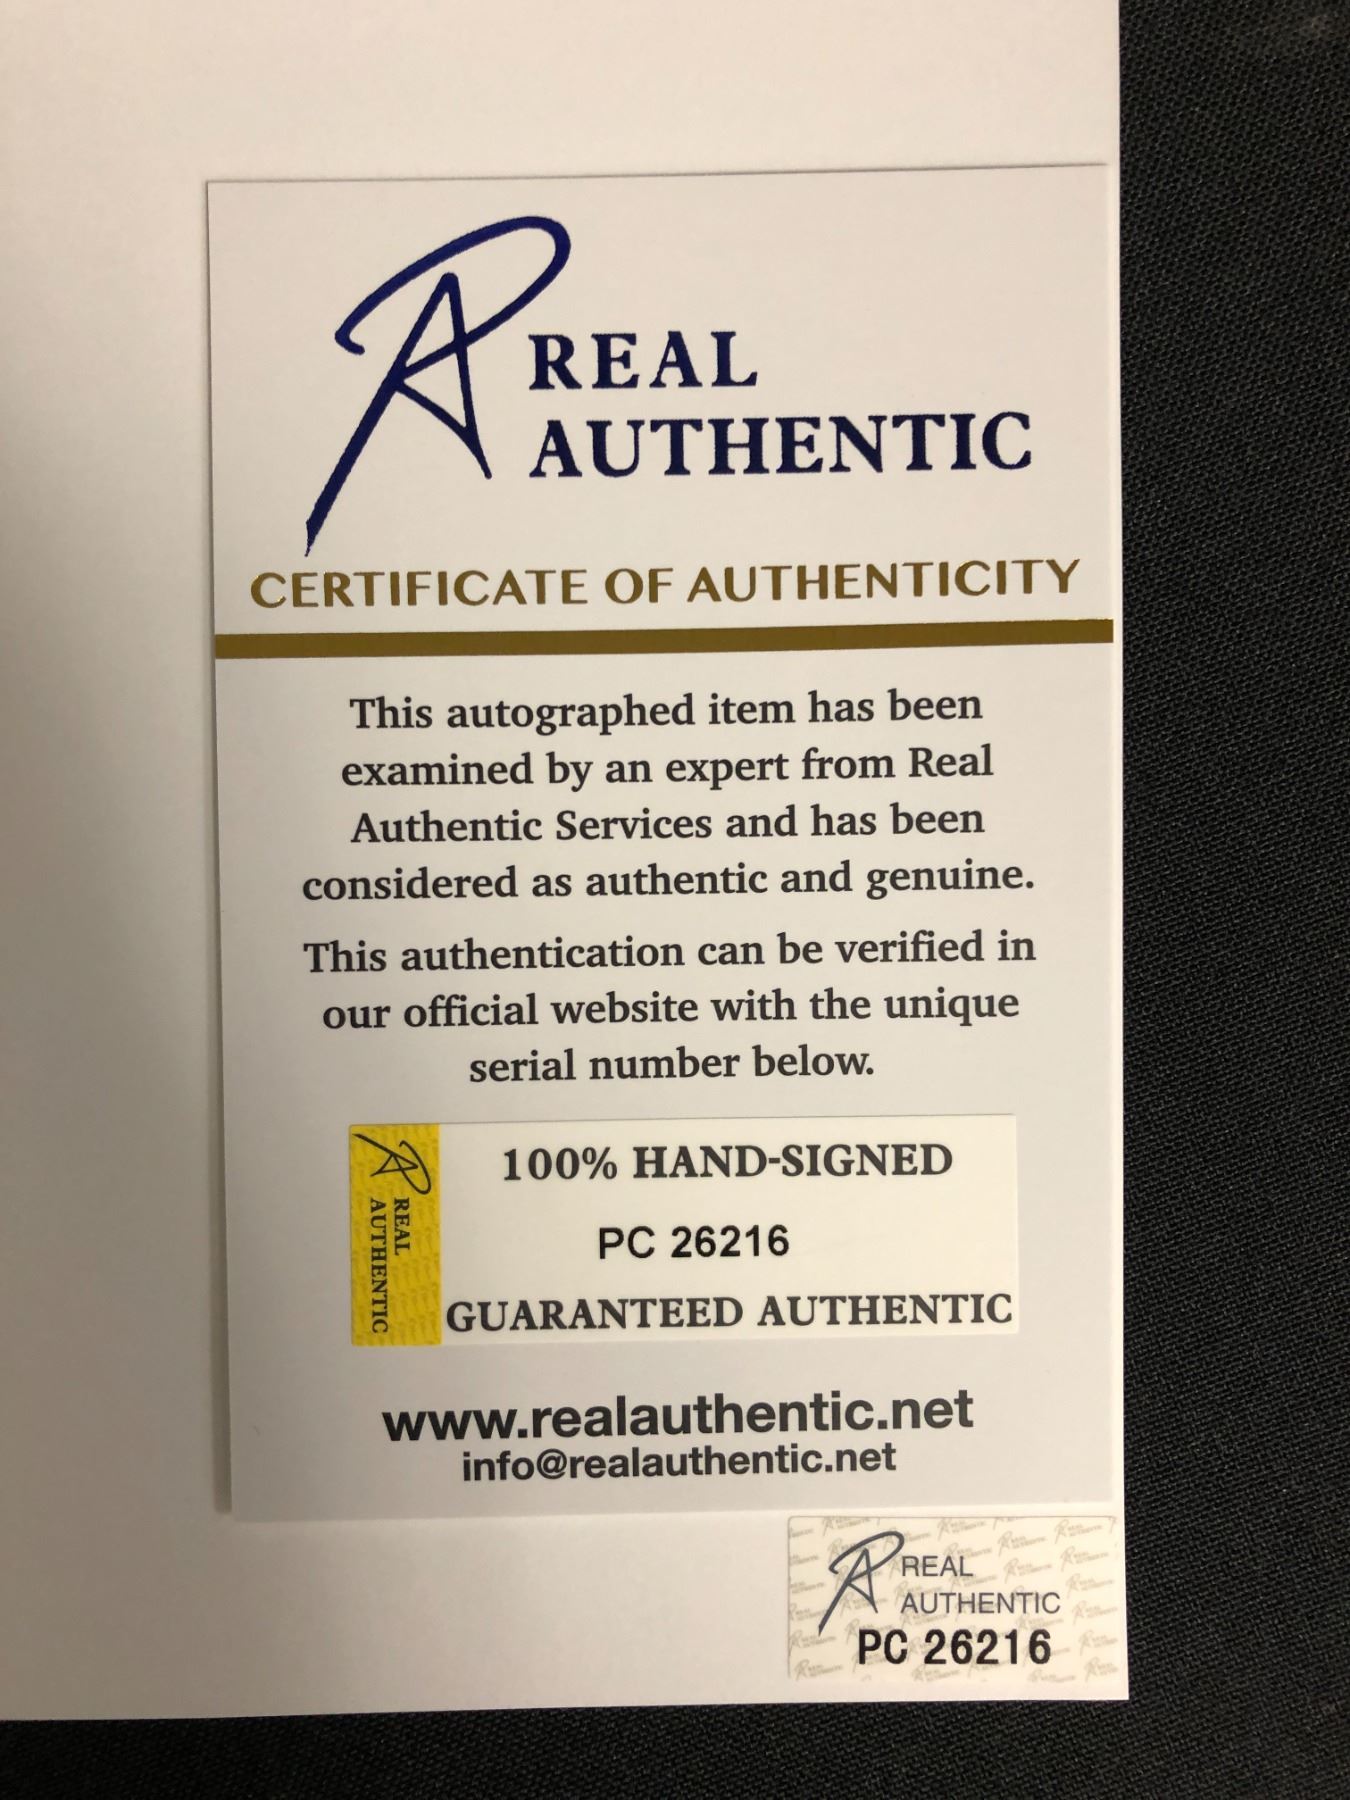 REAL
AUTHENTIC
CERTIFICATE OF AUTHENTICITY
This autographed item has been
examined by an expert from Real
Authentic Services and has been
considered as authentic and genuine.
This authentication can be verified in
our official website with the unique
serial number below.
REAL
AUTHENTIC
100% HAND-SIGNED
PC 26216
GUARANTEED AUTHENTIC
www.realauthentic.net
info@realauthentic.net
REAL
AUTHENTIC
PC 26216